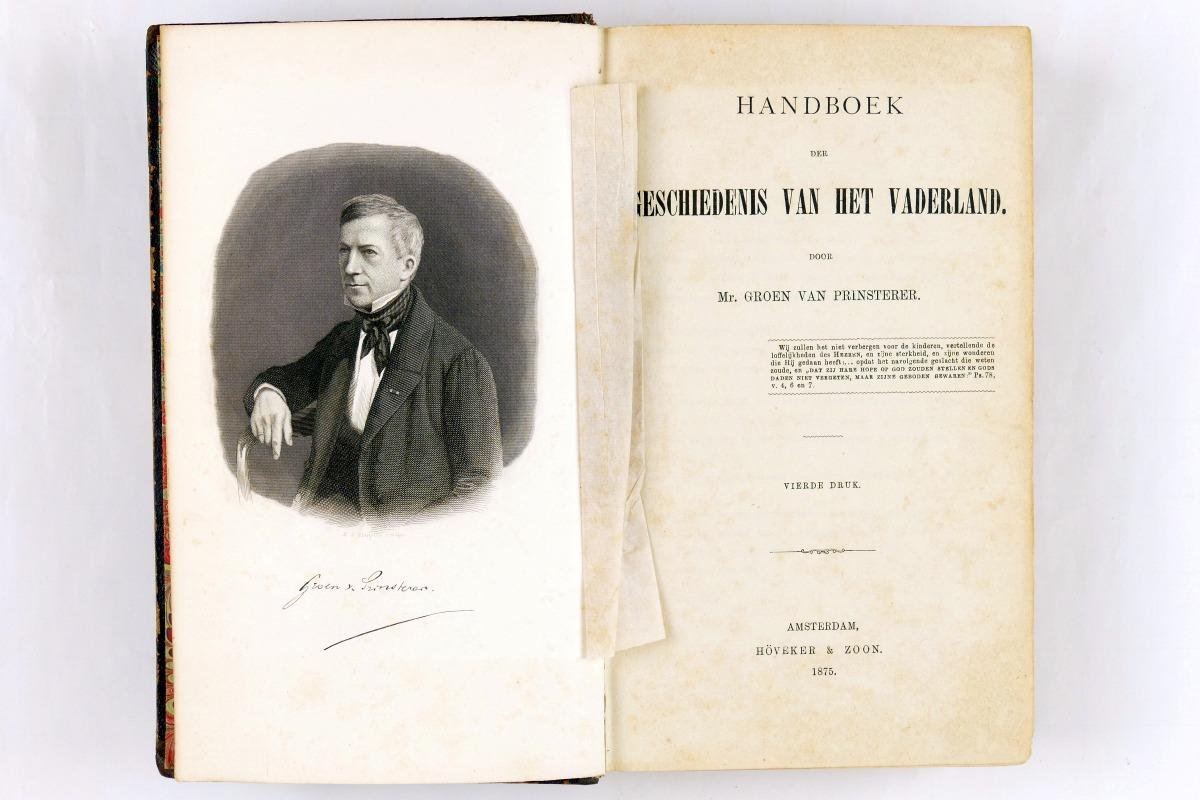 Groen v. Prinsterer.
HANDBOEK
DER
GESCHIEDENIS VAN HET VADERLAND.
DOOR
Mr. GROEN VAN PRINSTERER.
Wij zullen het niet verbergen voor de kinderen, vertellende de
loffelijkheden des HEEREN, en zijne sterkheid, en zijne wonderen
die Hij gedaan heeft:... opdat het navolgende geslacht die weten
zoude, en „DAT ZIJ HARE HOPE OP GOD ZOUDEN STELLEN EN GODS
DADEN NIET VERGETEN, MAAR ZIJNE GEBODEN BEWAREN.” Ps. 78,
v. 4, 6 en 7.
VIERDE DRUK.
AMSTERDAM,
HÖVEKER & ZOON.
1875.